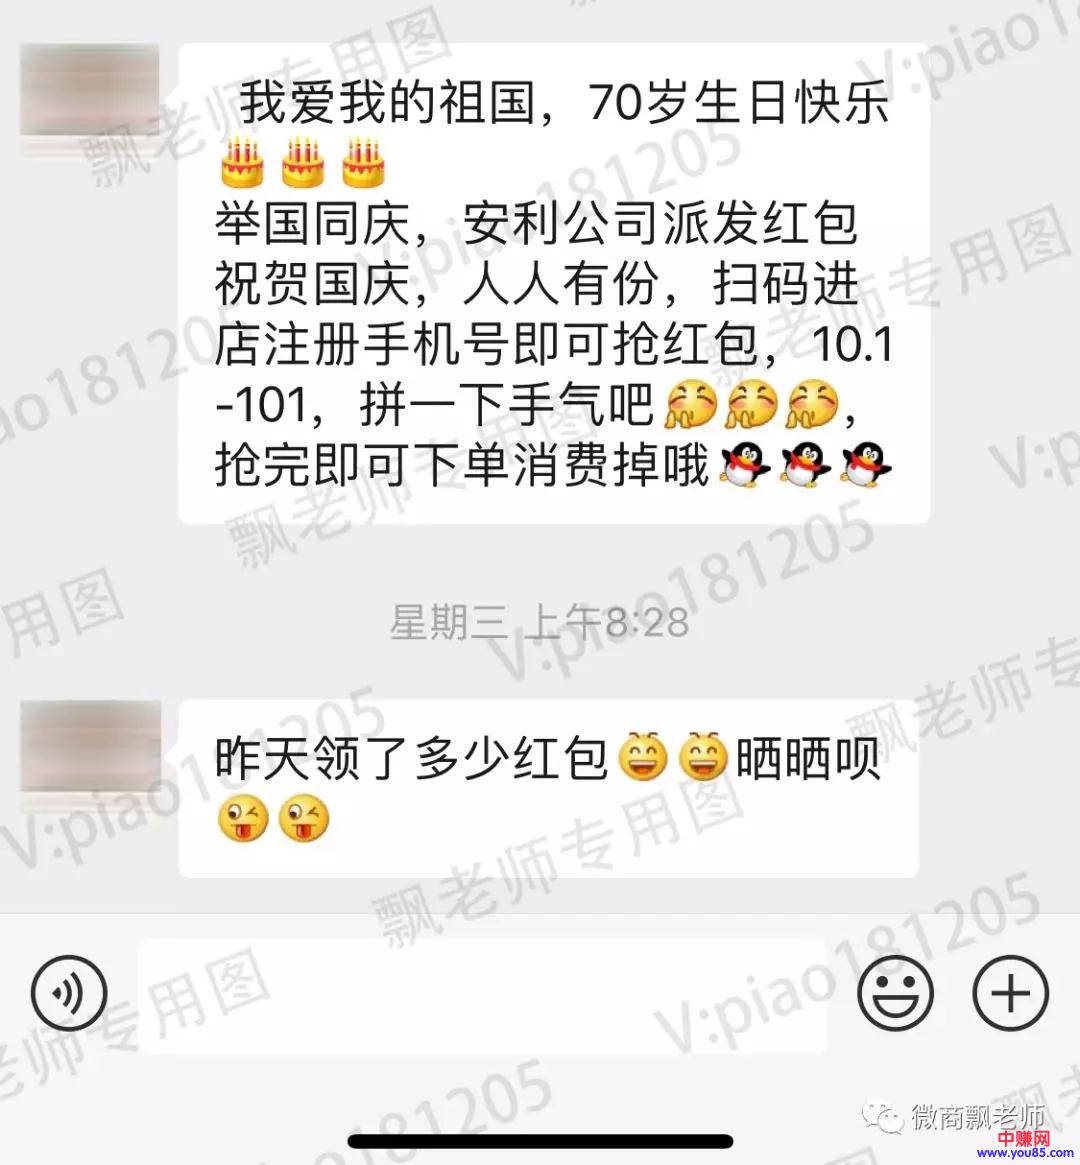 我爱我的祖国，70岁生日快乐
举国同庆，安利公司派发红包
祝贺国庆，人人有份，扫码进
店注册手机号即可抢红包，10.1
-101，拼一下手气吧，
抢完即可下单消费掉哦
星期三 上午8:28
昨天领了多少红包晒晒呗
飘老师专用图
V:piao181205
微商飘老师
中赚网
www.you85.com